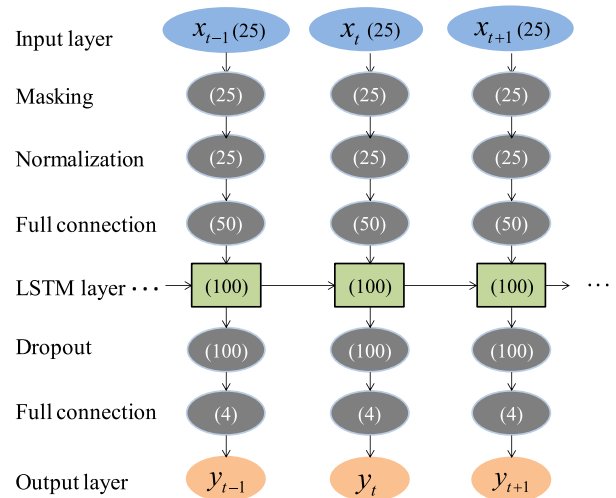 Input layer x_{t-1} (25) x_t (25) x_{t+1} (25)
Masking (25) (25) (25)
Normalization (25) (25) (25)
Full connection (50) (50) (50)
LSTM layer ··· (100) (100) (100) ···
Dropout (100) (100) (100)
Full connection (4) (4) (4)
Output layer y_{t-1} y_t y_{t+1}